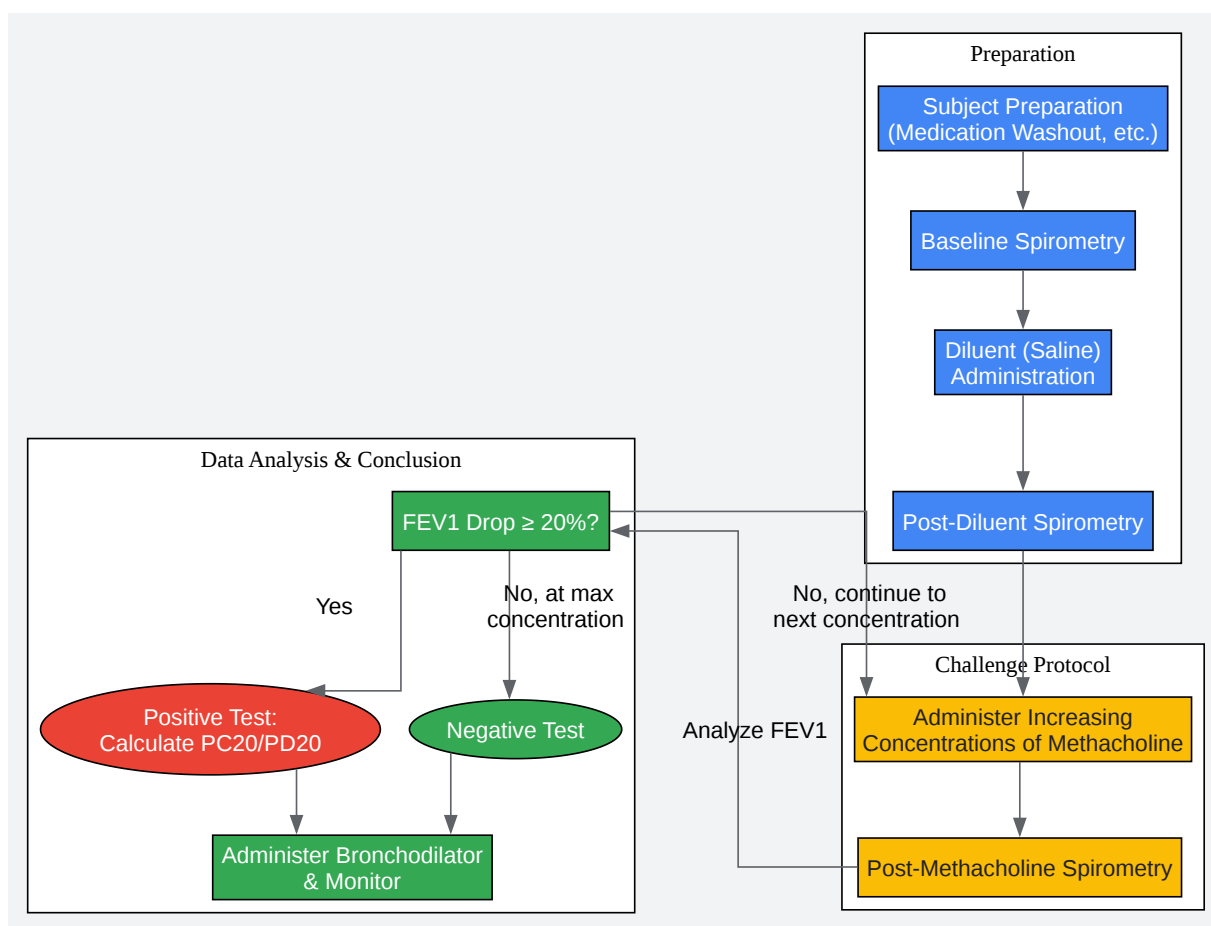 Preparation
Subject Preparation
(Medication Washout, etc.)
Baseline Spirometry
Diluent (Saline)
Administration
Post-Diluent Spirometry
Data Analysis & Conclusion
FEV1 Drop ≥ 20%?
Yes
No, at max
concentration
No, continue to
next concentration
Challenge Protocol
Administer Increasing
Concentrations of Methacholine
Analyze FEV1
Positive Test:
Calculate PC20/PD20
Negative Test
Administer Bronchodilator
& Monitor
Post-Methacholine Spirometry